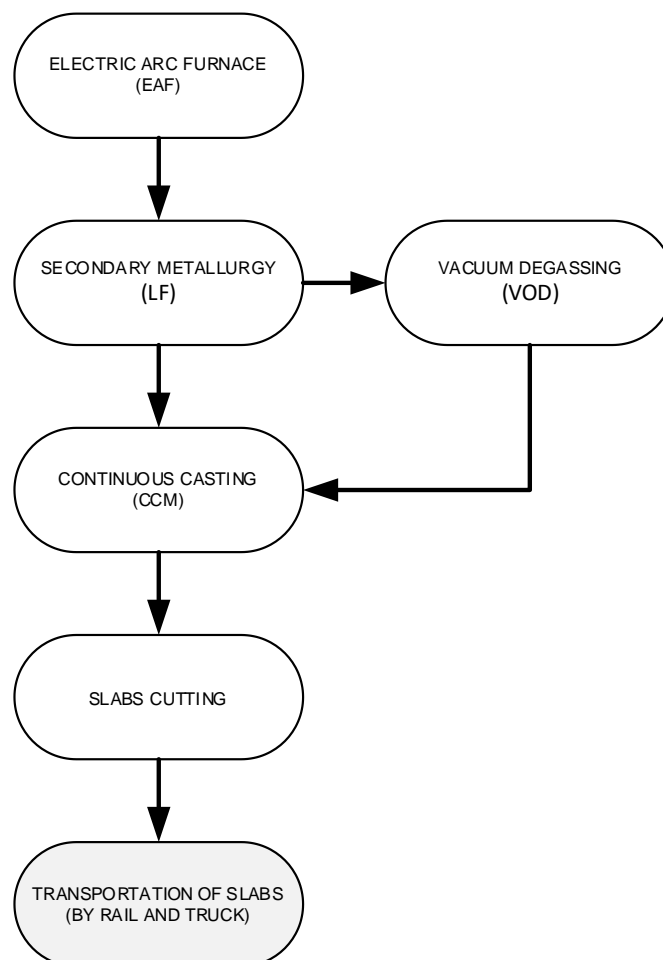 ELECTRIC ARC FURNACE
(EAF)
SECONDARY METALLURGY
(LF)
VACUUM DEGASSING
(VOD)
CONTINUOUS CASTING
(CCM)
SLABS CUTTING
TRANSPORTATION OF SLABS
(BY RAIL AND TRUCK)